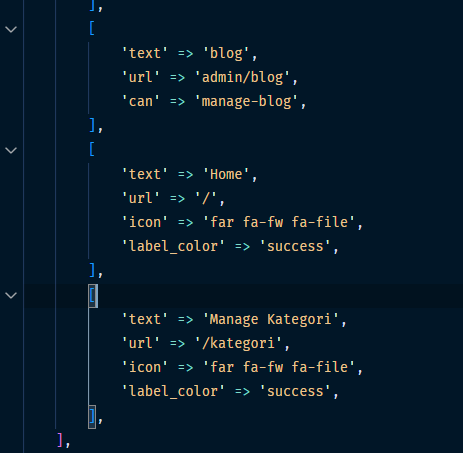 ],
[
'text' => 'blog',
'url' => 'admin/blog',
'can' => 'manage-blog',
],
[
'text' => 'Home',
'url' => '/',
'icon' => 'far fa-fw fa-file',
'label_color' => 'success',
],
[
'text' => 'Manage Kategori',
'url' => '/kategori',
'icon' => 'far fa-fw fa-file',
'label_color' => 'success',
],
],